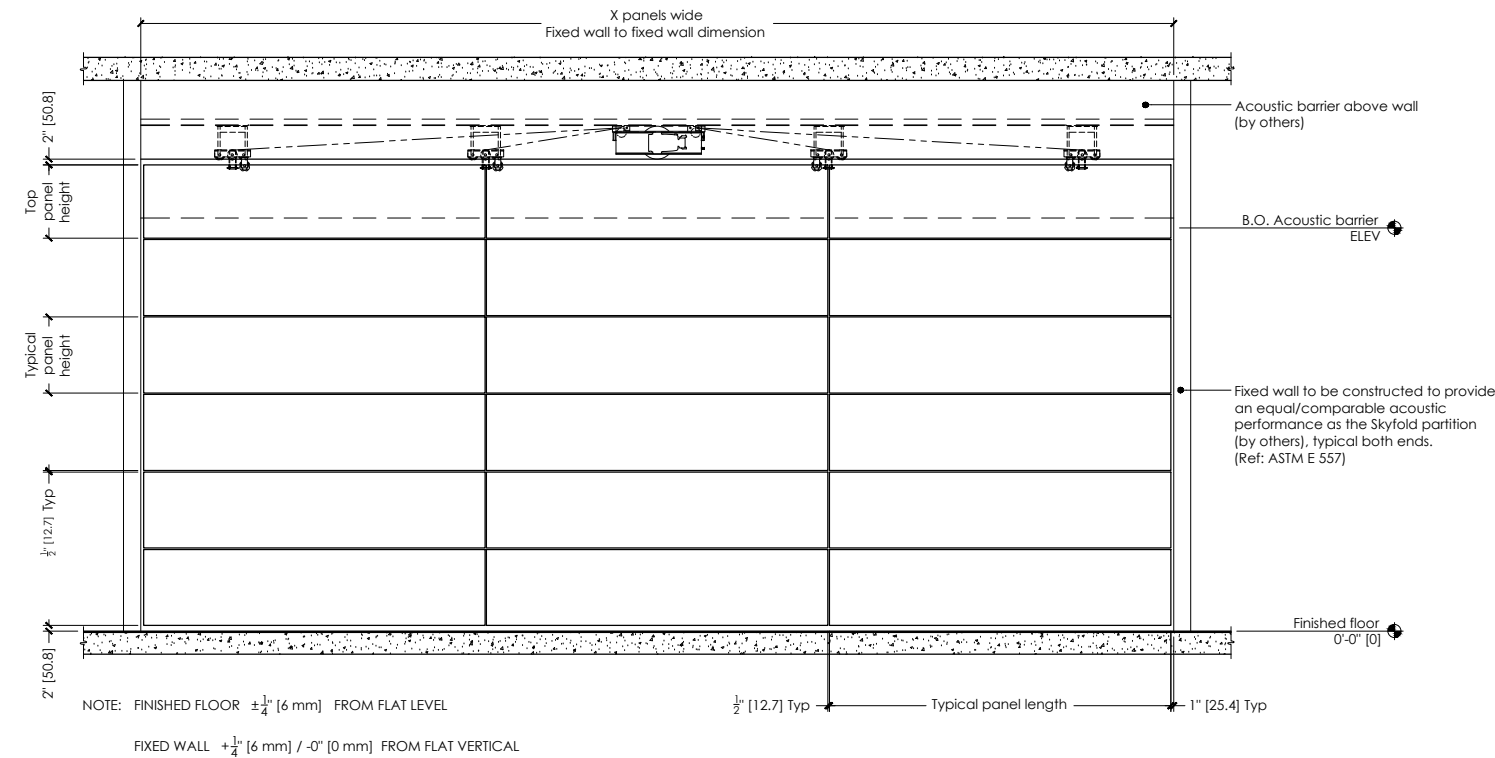 X panels wide
Fixed wall to fixed wall dimension
2" [50.8]
Acoustic barrier above wall
(by others)
Top
panel
height
B.O. Acoustic barrier
ELEV
Typical
panel
height
Fixed wall to be constructed to provide
an equal/comparable acoustic
performance as the Skyfold partition
(by others), typical both ends.
(Ref: ASTM E 557)
1/2" [12.7] Typ
Finished floor
0'-0" [0]
2" [50.8]
NOTE: FINISHED FLOOR ±1/4" [6 mm] FROM FLAT LEVEL
1/2" [12.7] Typ
Typical panel length
1" [25.4] Typ
FIXED WALL +1/4" [6 mm] / -0" [0 mm] FROM FLAT VERTICAL